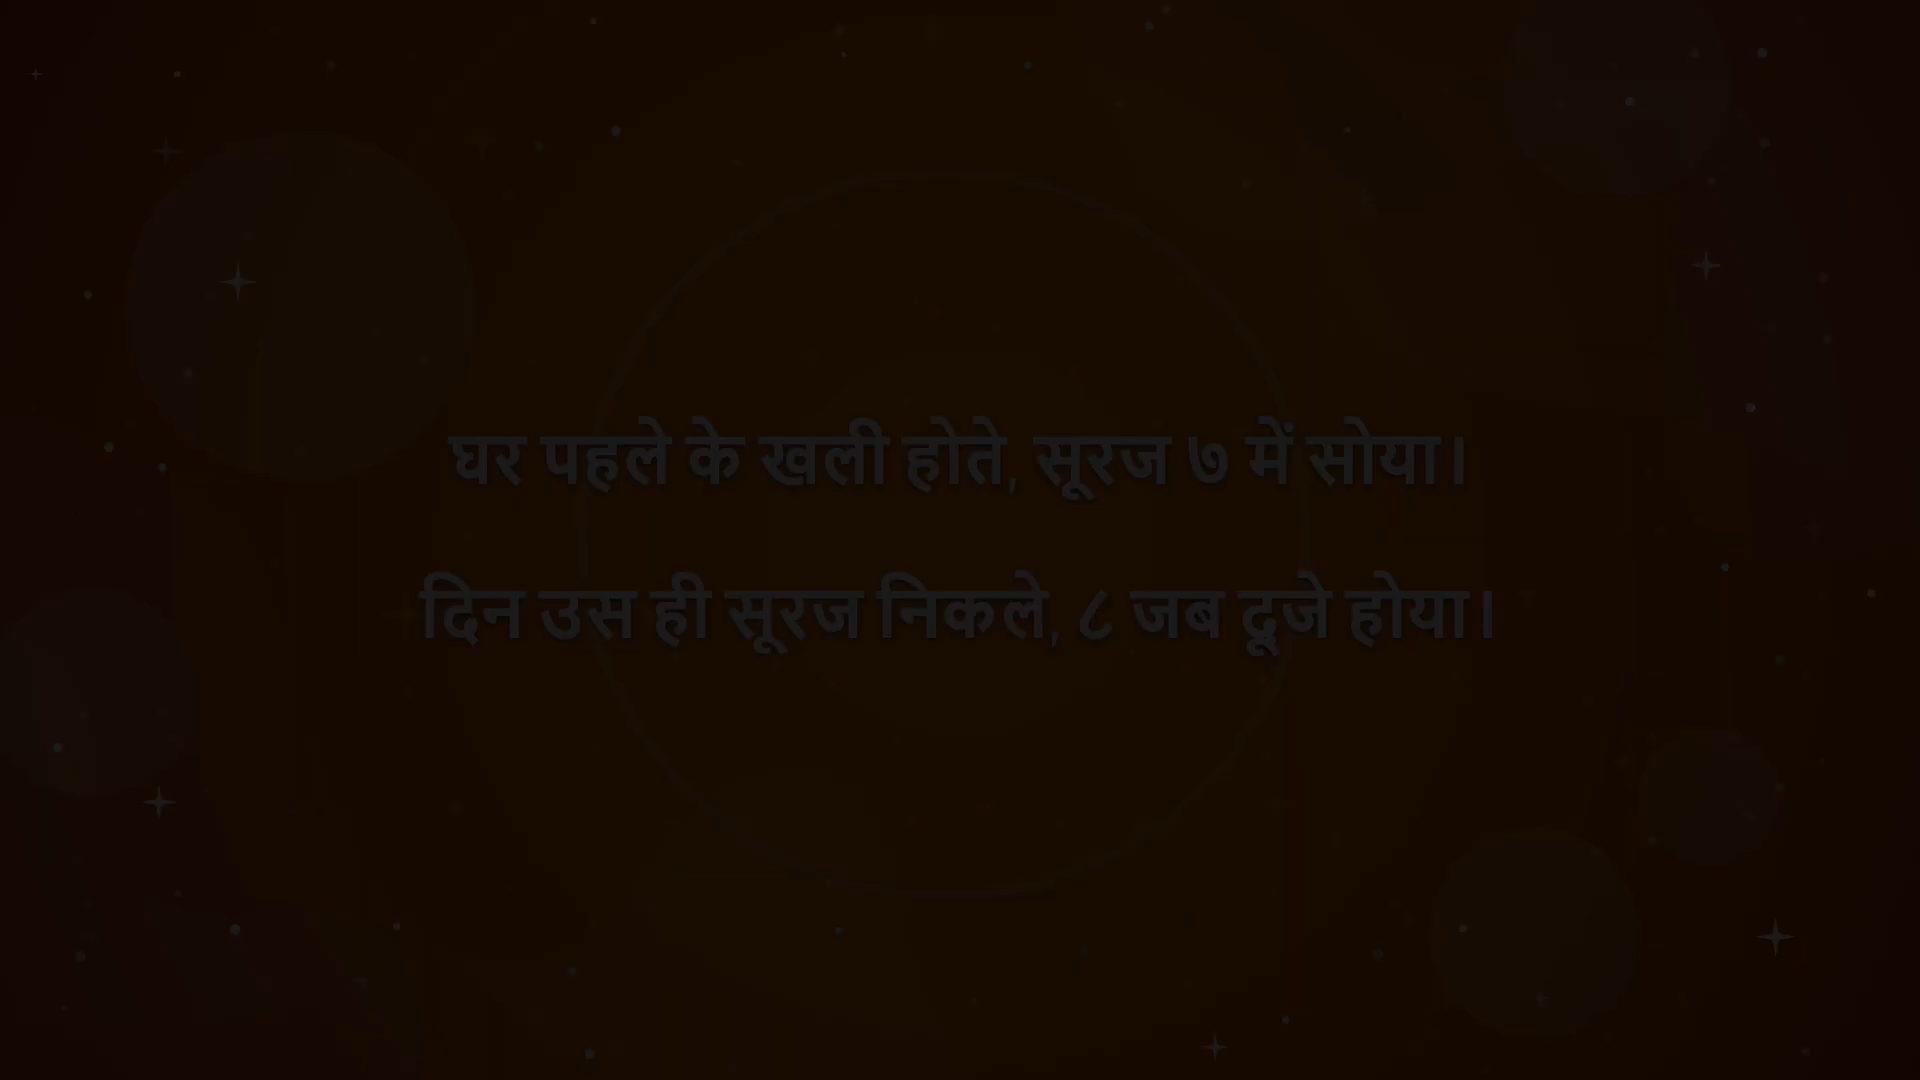 घर पहले के खली होते, सूरज ७ में सोया।
दिन उस ही सूरज निकले, ८ जब दूजे होया।